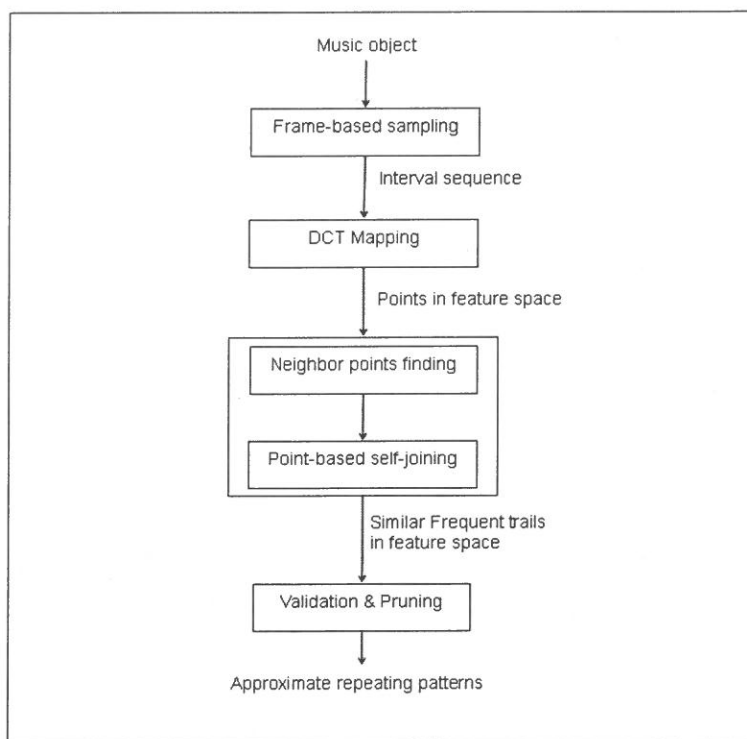 Music object
Frame-based sampling
Interval sequence
DCT Mapping
Points in feature space
Neighbor points finding
Point-based self-joining
Similar Frequent trails
in feature space
Validation & Pruning
Approximate repeating patterns